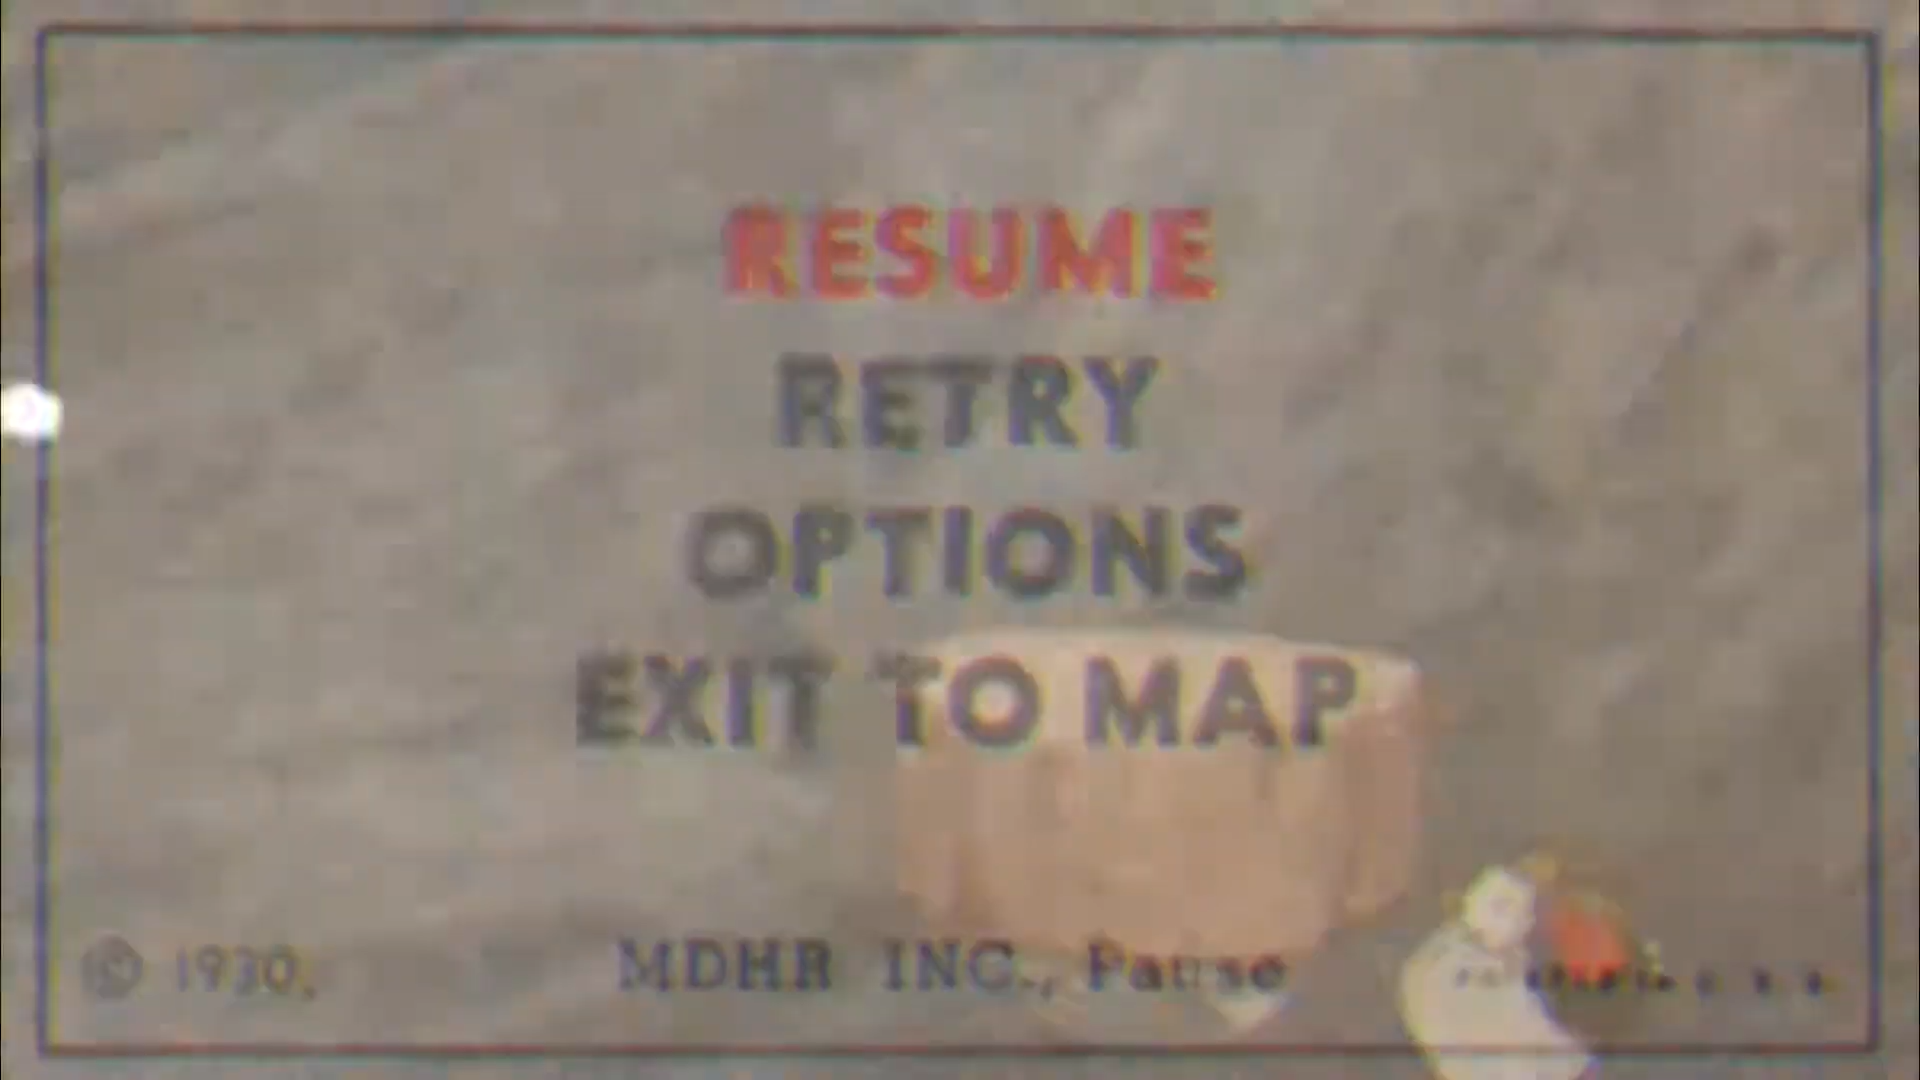 RESUME
RETRY
OPTIONS
EXIT TO MAP
© 1930, MDHR INC., Pause